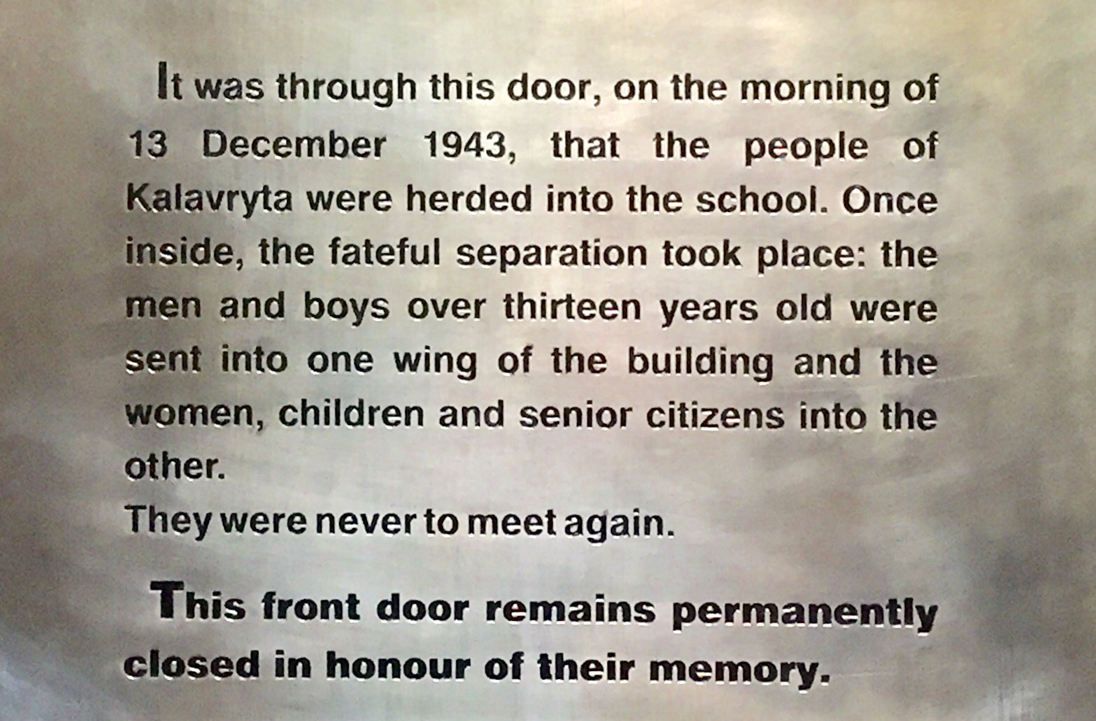 It was through this door, on the morning of
13 December 1943, that the people of
Kalavryta were herded into the school. Once
inside, the fateful separation took place: the
men and boys over thirteen years old were
sent into one wing of the building and the
women, children and senior citizens into the
other.
They were never to meet again.
This front door remains permanently
closed in honour of their memory.